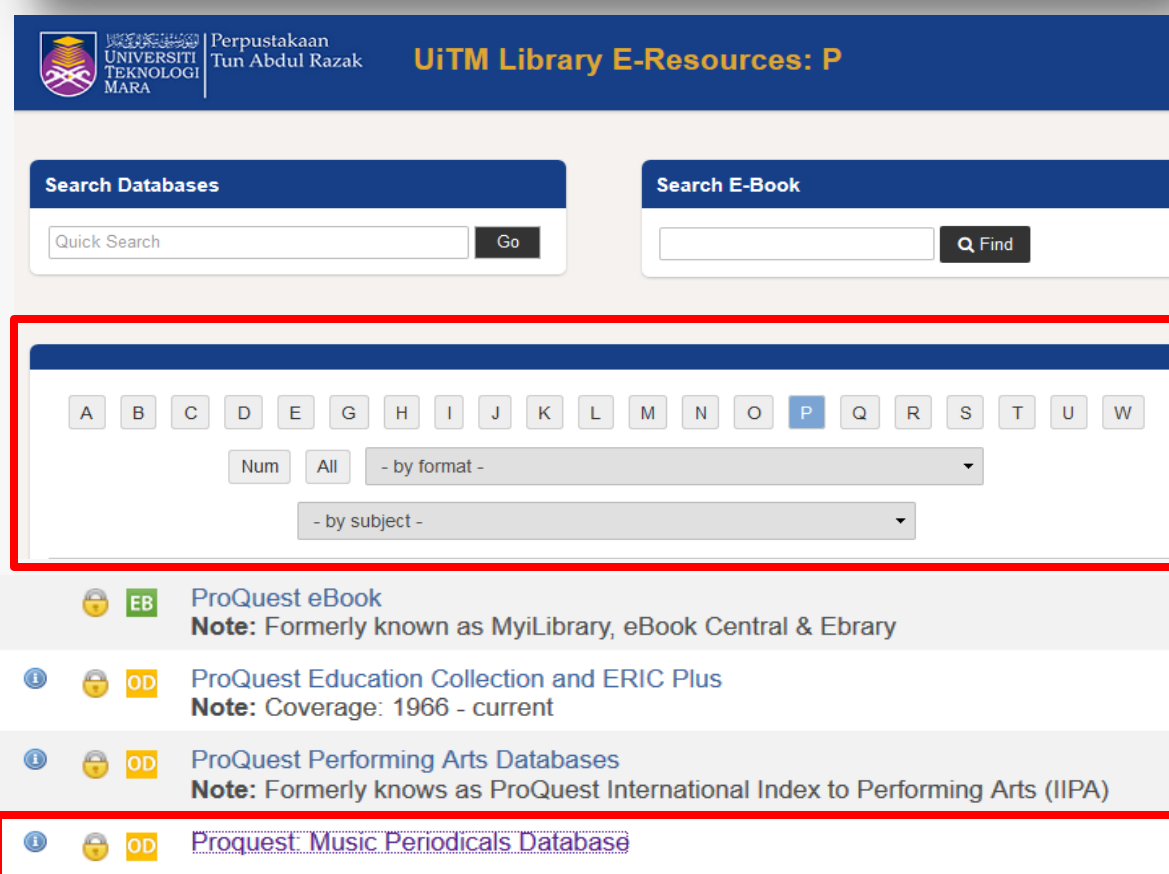 UNIVERSITI
TEKNOLOGI
MARA
Perpustakaan
Tun Abdul Razak
UiTM Library E-Resources: P
Search Databases
Quick Search
Go
Search E-Book
Find
A B C D E G H I J K L M N O P Q R S T U W
Num All - by format -
- by subject -
EB ProQuest eBook
Note: Formerly known as MyiLibrary, eBook Central & Ebrary
OD ProQuest Education Collection and ERIC Plus
Note: Coverage: 1966 - current
OD ProQuest Performing Arts Databases
Note: Formerly knows as ProQuest International Index to Performing Arts (IIPA)
OD Proquest: Music Periodicals Database